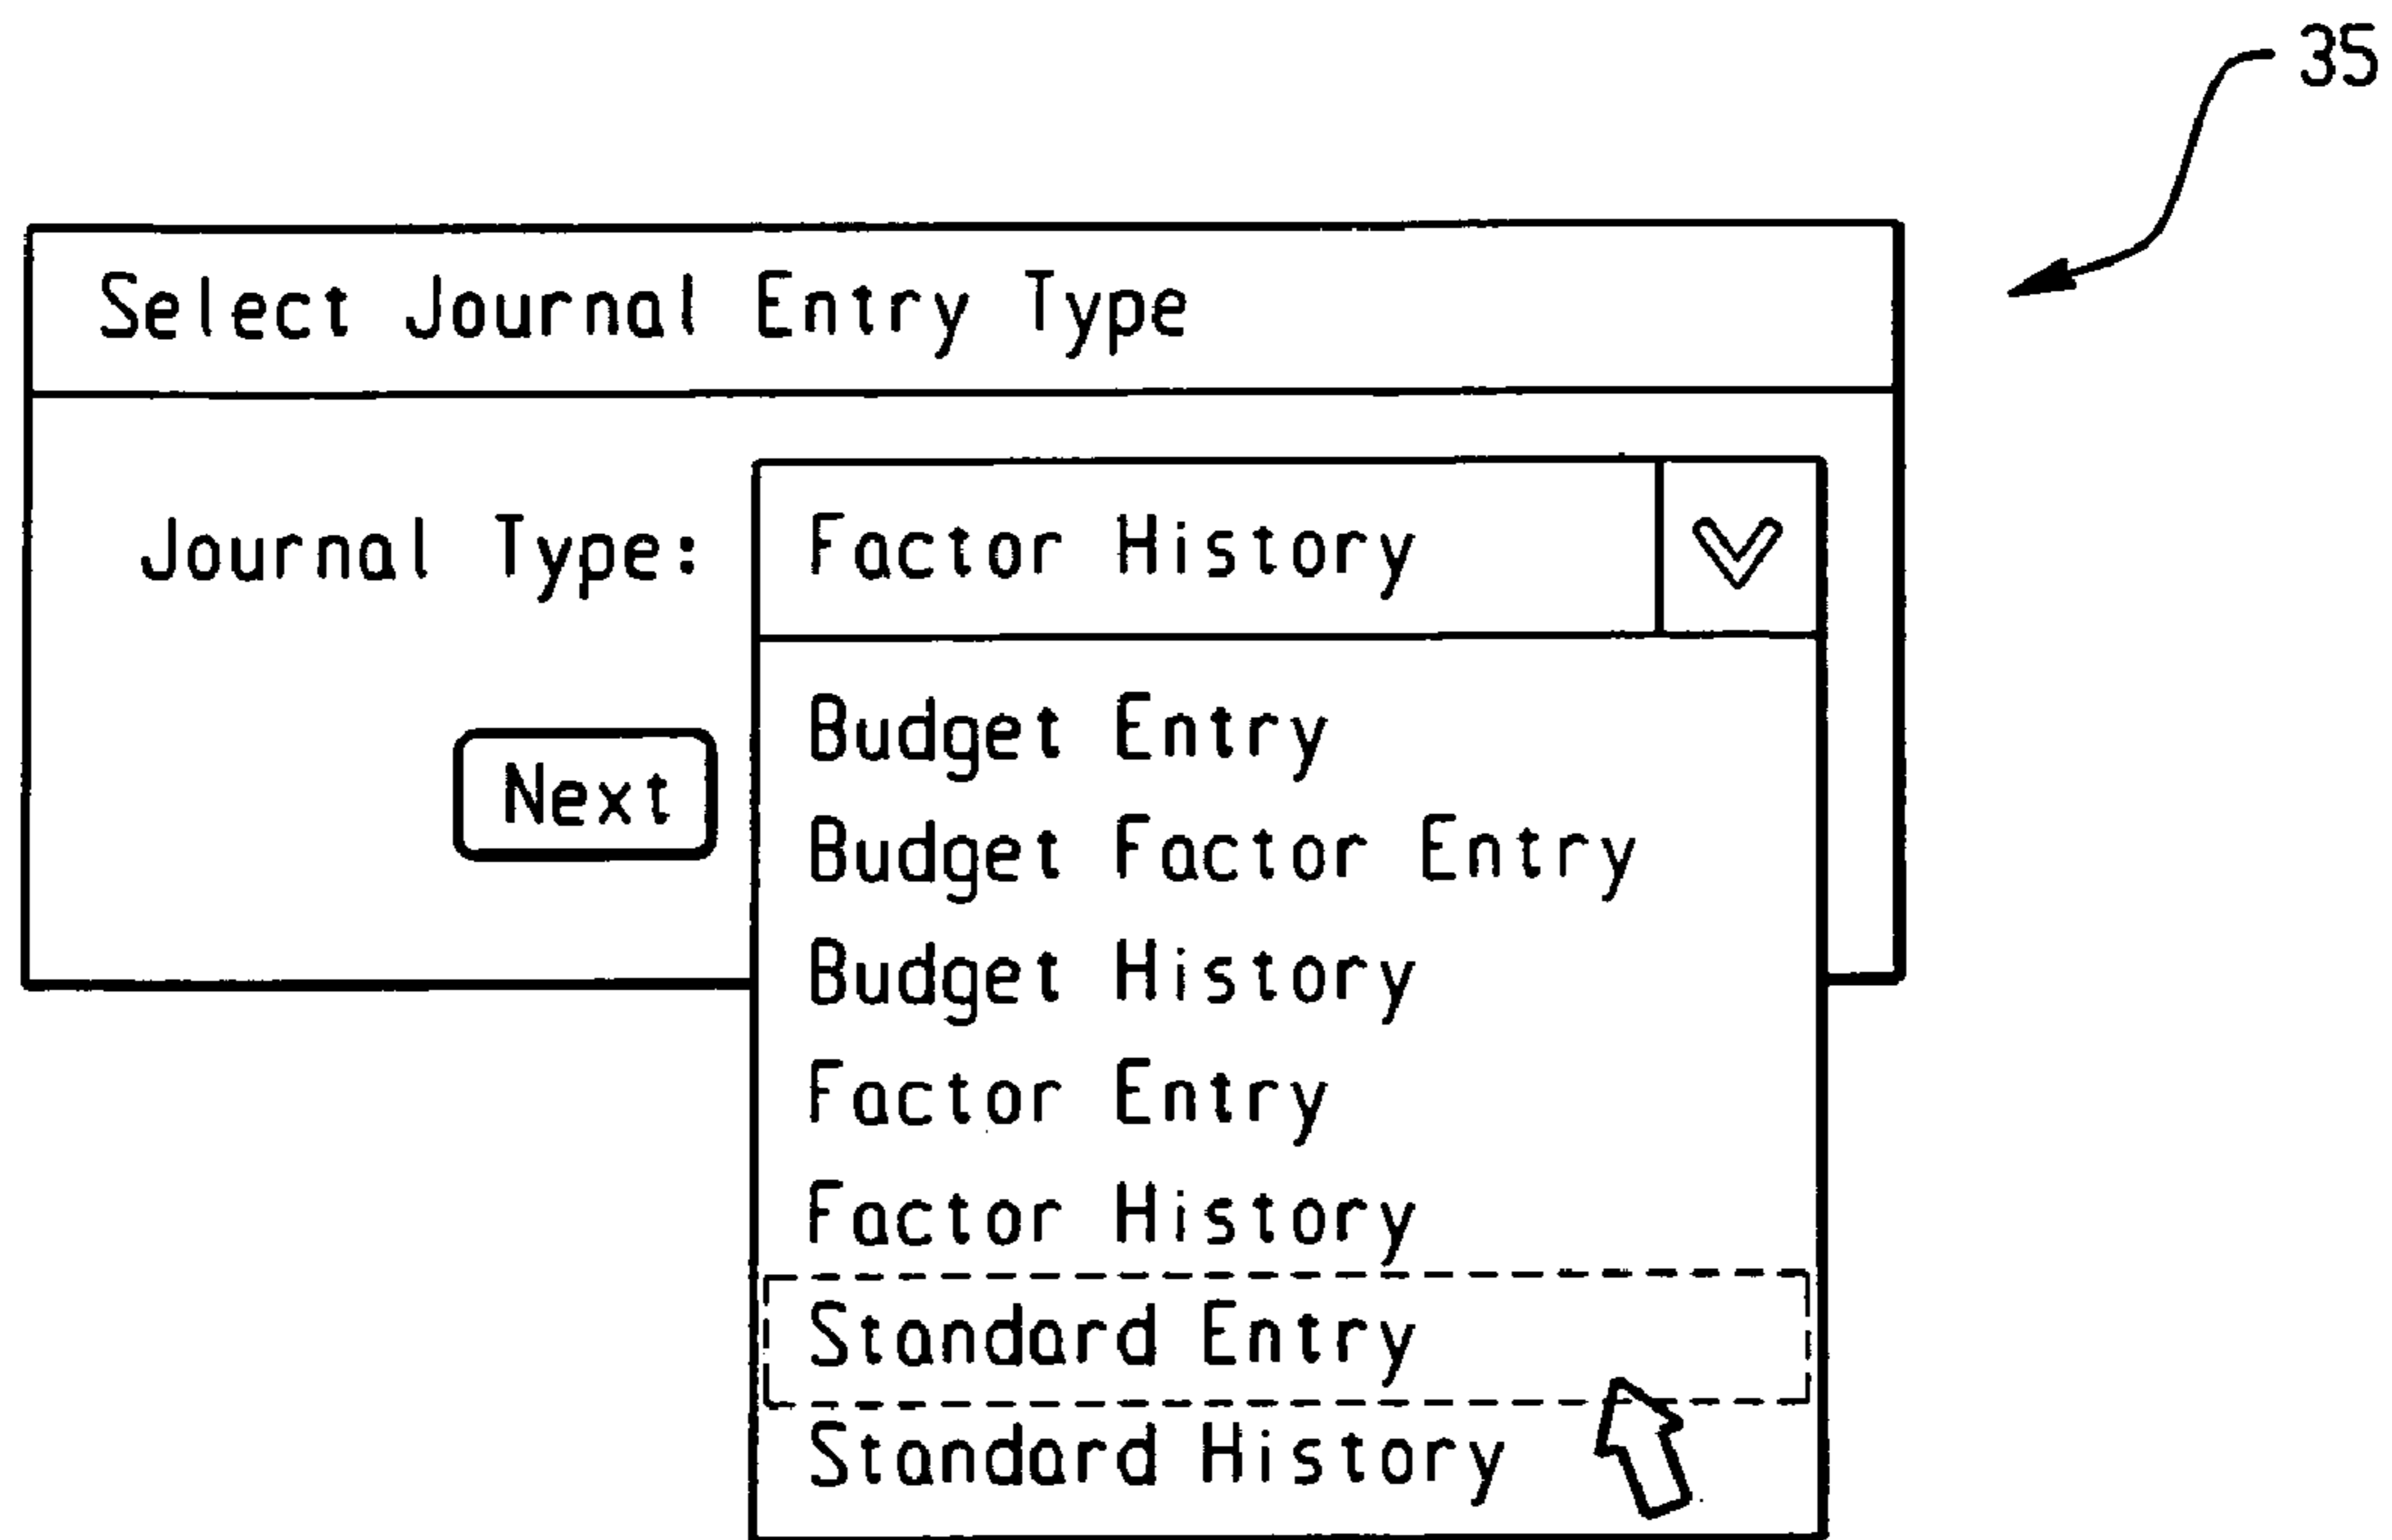 35
Select Journal Entry Type
Journal Type: Factor History
Budget Entry
Next
Budget Factor Entry
Budget History
Factor Entry
Factor History
Standard Entry
Standard History